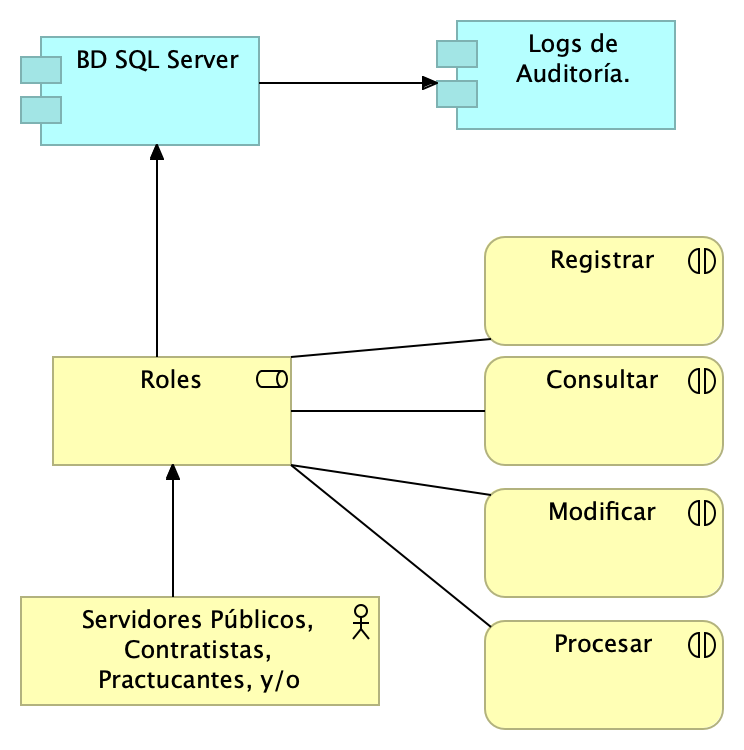 BD SQL Server
Logs de
Auditoría.
Registrar
Roles
Consultar
Modificar
Servidores Públicos,
Contratistas,
Practucantes, y/o
Procesar